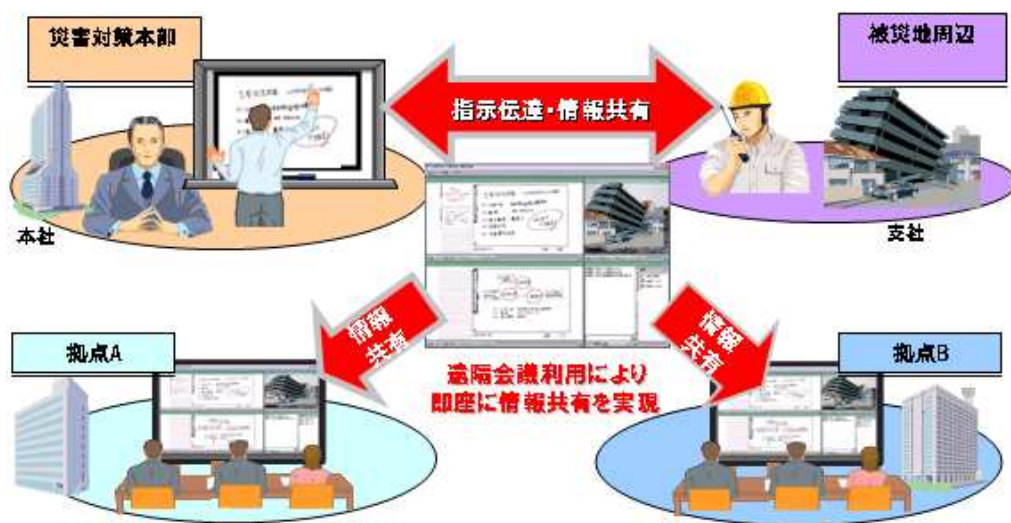 災害対策本部
被災地周辺
指示伝達・情報共有
本社
支社
情報
共有
情報
共有
拠点A
拠点B
遠隔会議利用により
即座に情報共有を実現